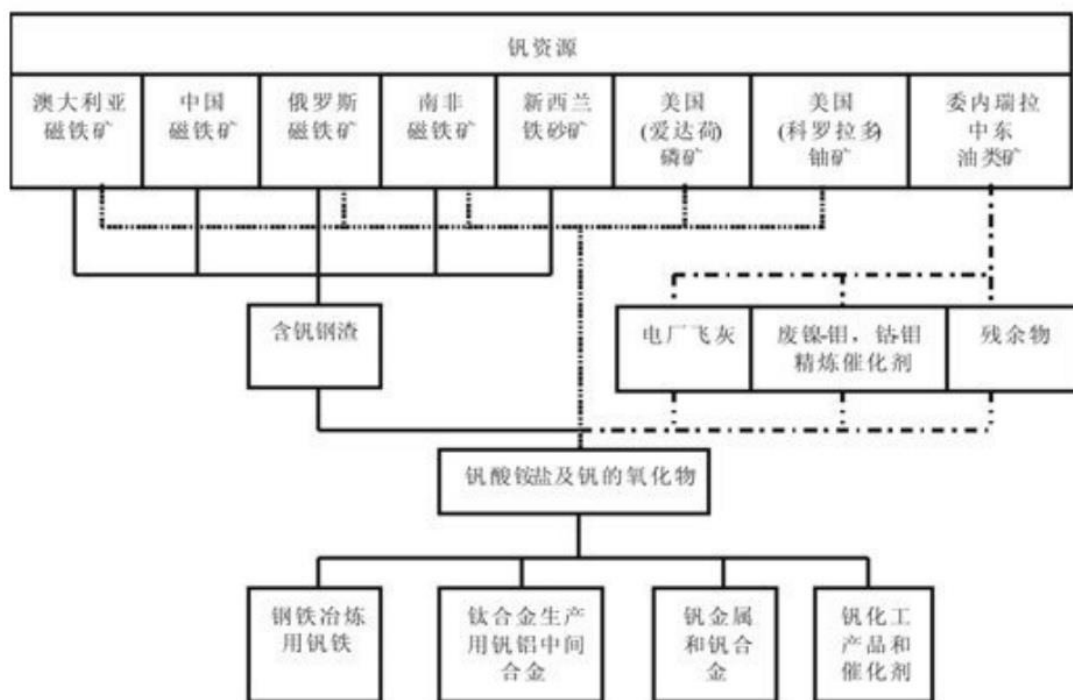 钒资源
澳大利亚
磁铁矿
中国
磁铁矿
俄罗斯
磁铁矿
南非
磁铁矿
新西兰
铁砂矿
美国
(爱达荷)
磷矿
美国
(科罗拉多)
铀矿
委内瑞拉
中东
油类矿
含钒钢渣
电厂飞灰
废镍-钼，钴-钼
精炼催化剂
残余物
钒酸铵盐及钒的氧化物
钢铁冶炼
用钒铁
钛合金生产
用钒铝中间
合金
钒金属
和钒合
金
钒化工
产品和
催化剂